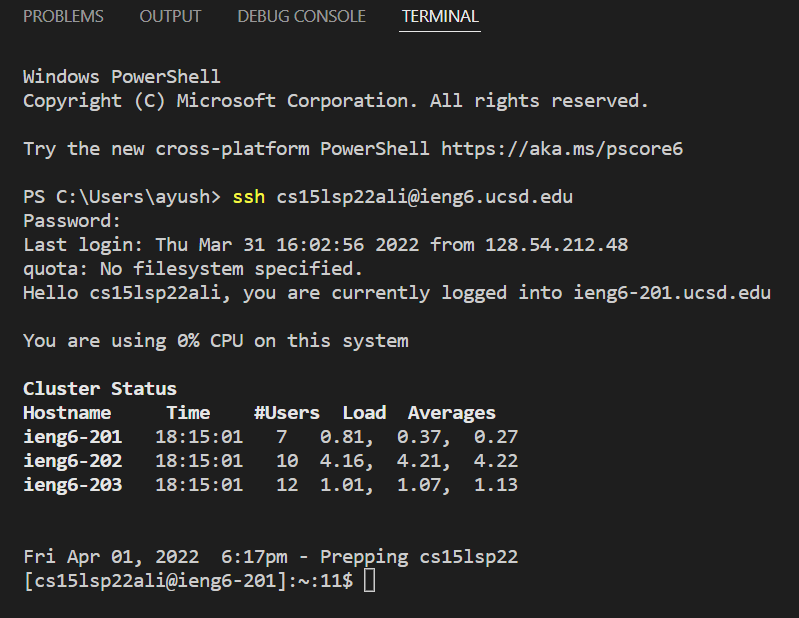 PROBLEMS OUTPUT DEBUG CONSOLE TERMINAL
Windows PowerShell
Copyright (C) Microsoft Corporation. All rights reserved.
Try the new cross-platform PowerShell https://aka.ms/pscore6
PS C:\Users\ayush> ssh cs15lsp22ali@ieng6.ucsd.edu
Password:
Last login: Thu Mar 31 16:02:56 2022 from 128.54.212.48
quota: No filesystem specified.
Hello cs15lsp22ali, you are currently logged into ieng6-201.ucsd.edu
You are using 0% CPU on this system
Cluster Status
Hostname Time #Users Load Averages
ieng6-201 18:15:01 7 0.81, 0.37, 0.27
ieng6-202 18:15:01 10 4.16, 4.21, 4.22
ieng6-203 18:15:01 12 1.01, 1.07, 1.13
Fri Apr 01, 2022 6:17pm - Prepping cs15lsp22
[cs15lsp22ali@ieng6-201]:~:11$